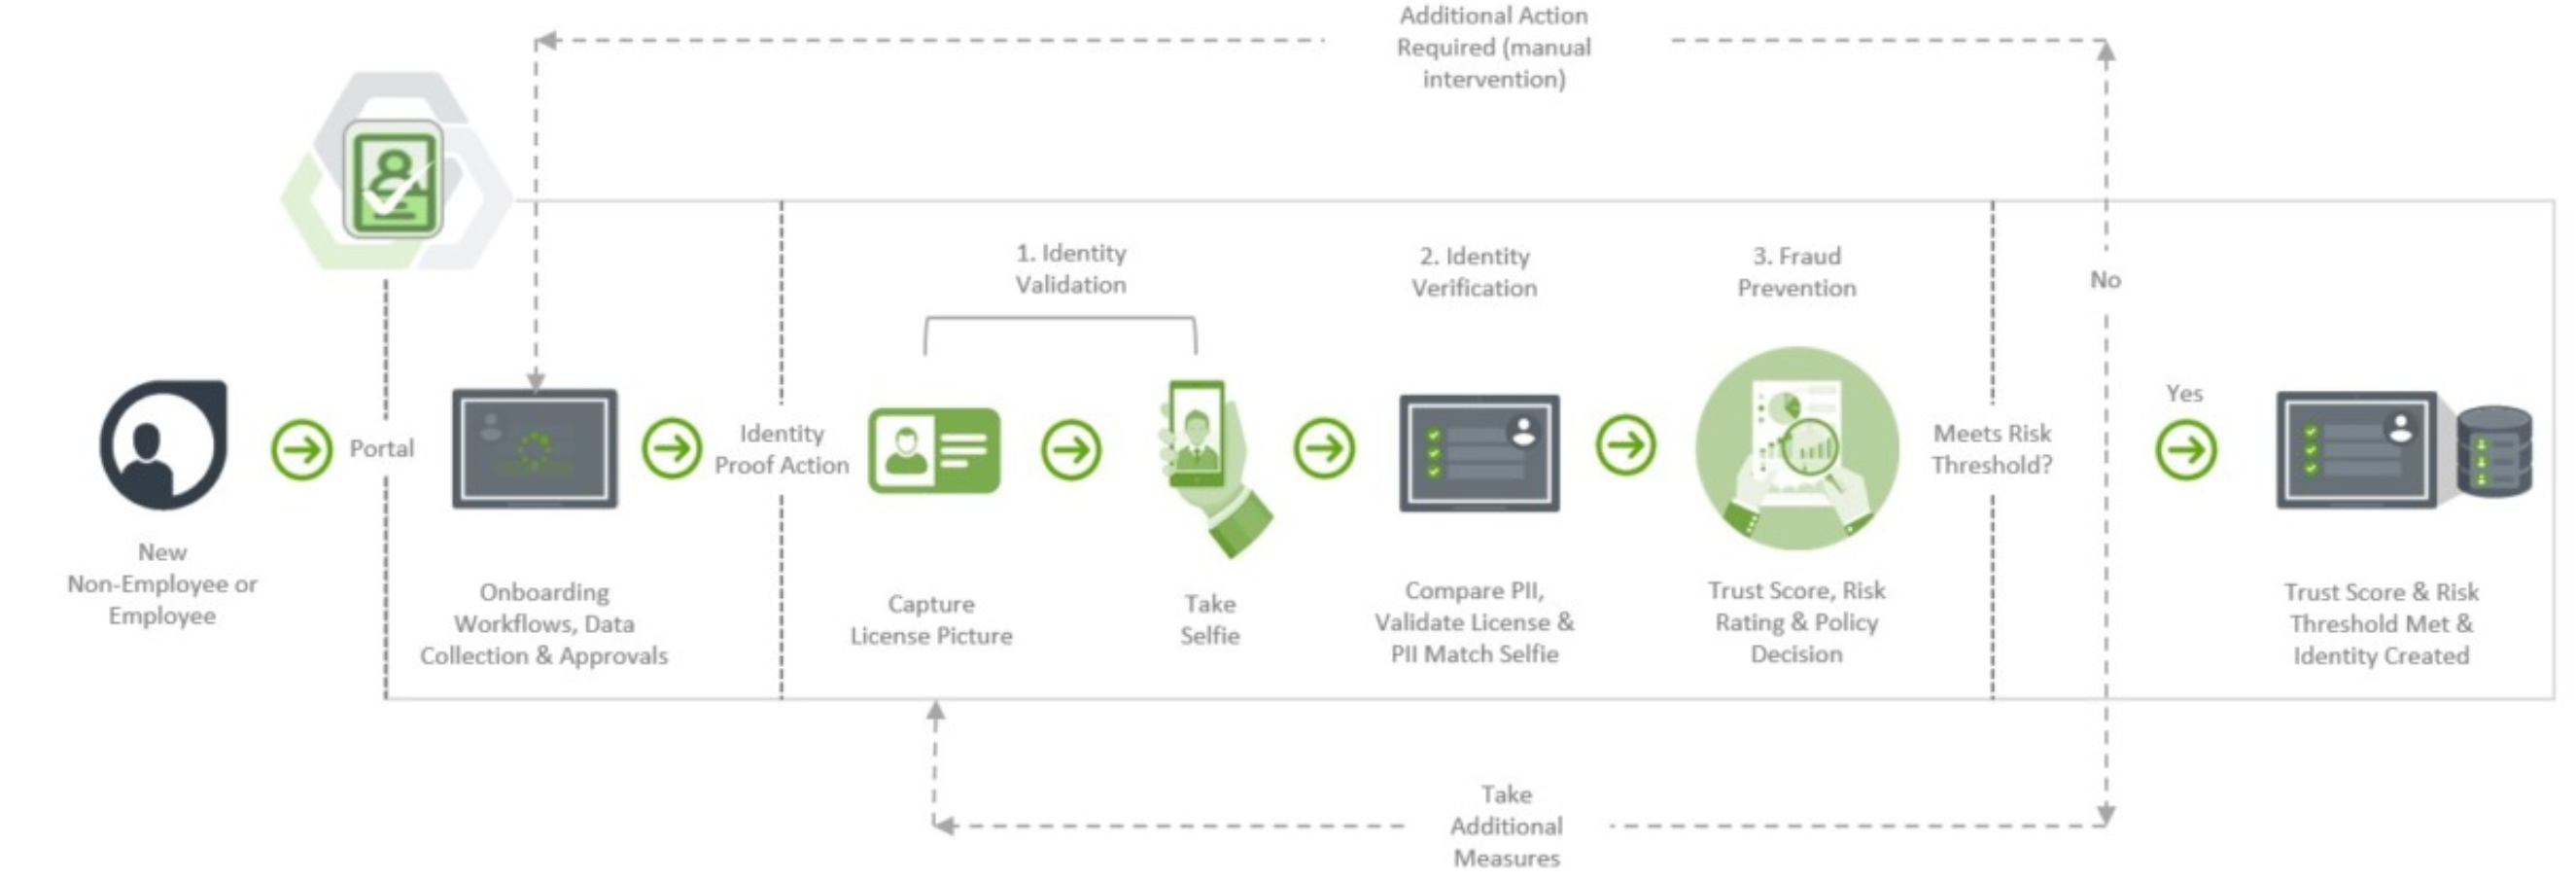 Additional Action
Required (manual
intervention)
1. Identity
Validation
2. Identity
Verification
3. Fraud
Prevention
No
Portal
Identity
Proof Action
Meets Risk
Threshold?
Yes
New
Non-Employee or
Employee
Onboarding
Workflows, Data
Collection & Approvals
Capture
License Picture
Take
Selfie
Compare PII,
Validate License &
PII Match Selfie
Trust Score, Risk
Rating & Policy
Decision
Trust Score & Risk
Threshold Met &
Identity Created
Take
Additional
Measures